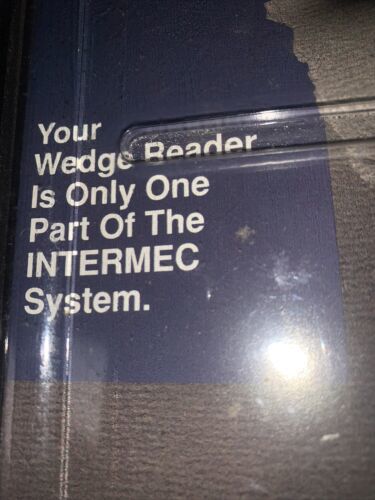 Your
Wedge Reader
Is Only One
Part Of The
INTERMEC
System.